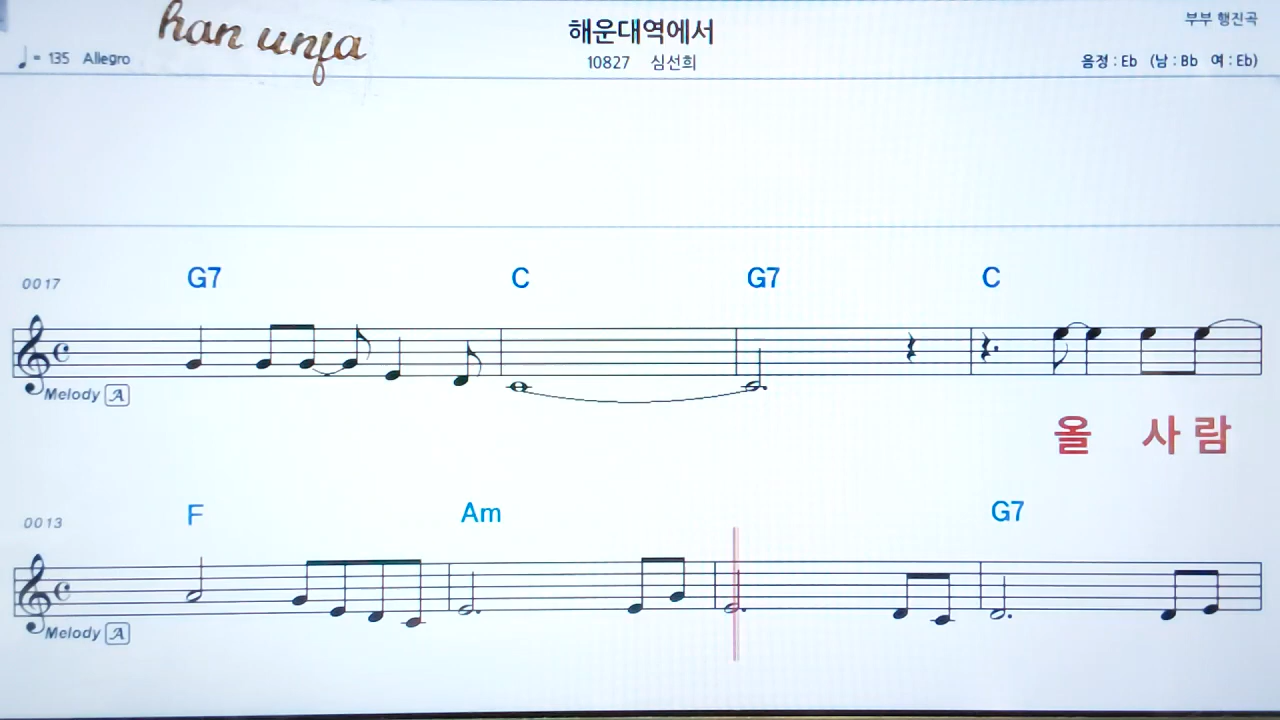 han unja
해운대역에서
부부 행진곡
♩= 135 Allegro
10827 심선희
음정 : Eb (남 : Bb 여 : Eb)
0017 G7 C G7 C
Melody A
올 사 람
0013 F Am G7
Melody A